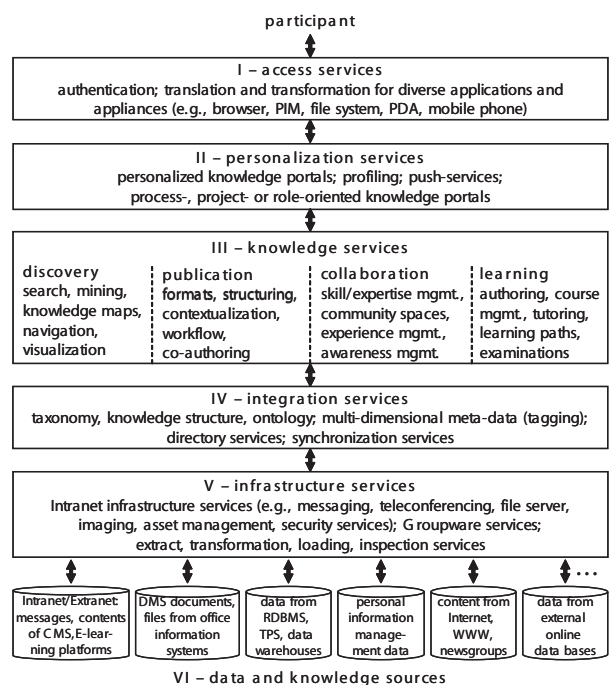 participant
I – access services
authentication; translation and transformation for diverse applications and
appliances (e.g., browser, PIM, file system, PDA, mobile phone)
II – personalization services
personalized knowledge portals; profiling; push-services;
process-, project- or role-oriented knowledge portals
III – knowledge services
discovery
search, mining,
knowledge maps,
navigation,
visualization
publication
formats, structuring,
contextualization,
workflow,
co-authoring
collaboration
skill/expertise mgmt.,
community spaces,
experience mgmt.,
awareness mgmt.
learning
authoring, course
mgmt., tutoring,
learning paths,
examinations
IV – integration services
taxonomy, knowledge structure, ontology; multi-dimensional meta-data (tagging);
directory services; synchronization services
V – infrastructure services
Intranet infrastructure services (e.g., messaging, teleconferencing, file server,
imaging, asset management, security services); Groupware services;
extract, transformation, loading, inspection services
Intranet/Extranet:
messages, contents
of CMS, E-lear-
ning platforms
DMS documents,
files from office
information
systems
data from
RDBMS,
TPS, data
warehouses
personal
information
manage-
ment data
content from
Internet,
WWW,
newsgroups
data from
external
online
data bases
...
VI – data and knowledge sources